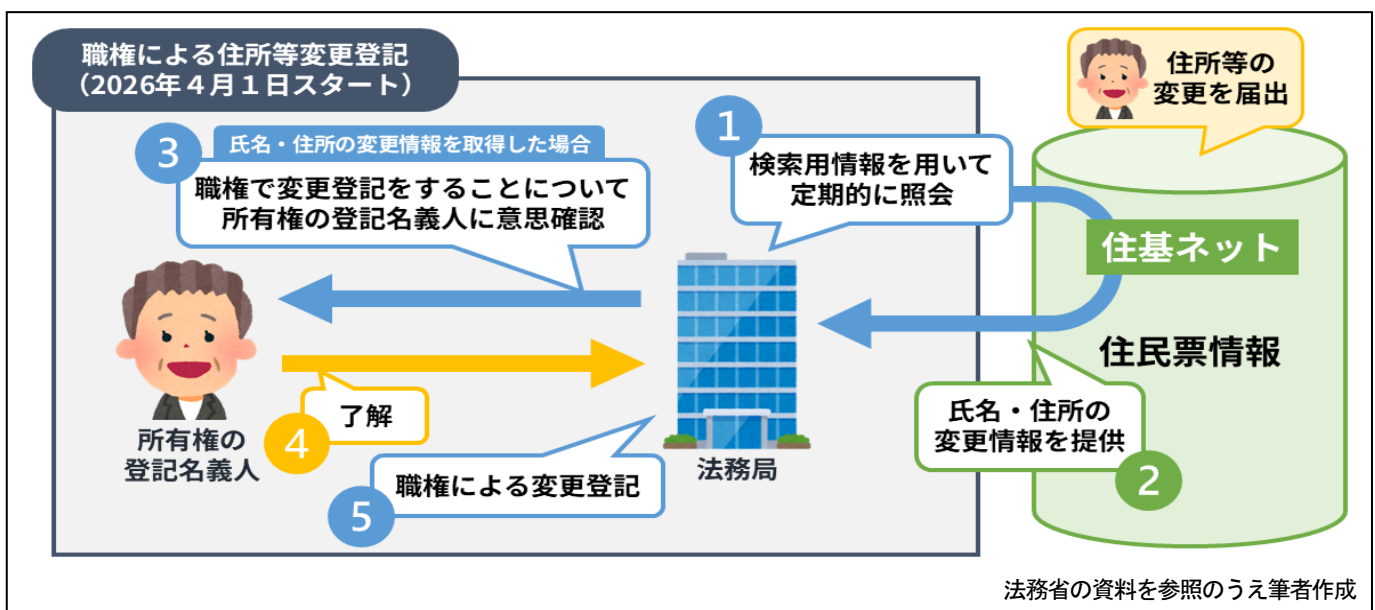 職権による住所等変更登記
（2026年４月１日スタート）
住所等の
変更を届出
1
検索用情報を用いて
定期的に照会
住基ネット
住民票情報
2
氏名・住所の
変更情報を提供
3
氏名・住所の変更情報を取得した場合
職権で変更登記をすることについて
所有権の登記名義人に意思確認
4
了解
5
職権による変更登記
所有権の
登記名義人
法務局
法務省の資料を参照のうえ筆者作成